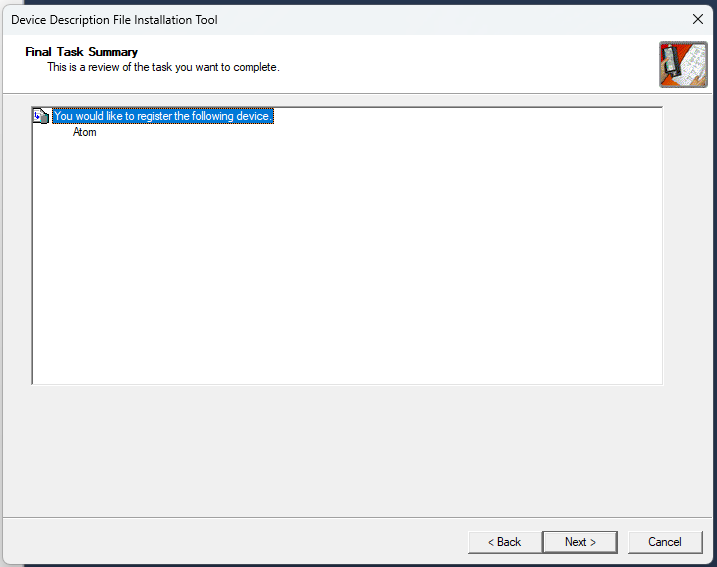 Device Description File Installation Tool
Final Task Summary
This is a review of the task you want to complete.
You would like to register the following device.
Atom
< Back
Next >
Cancel